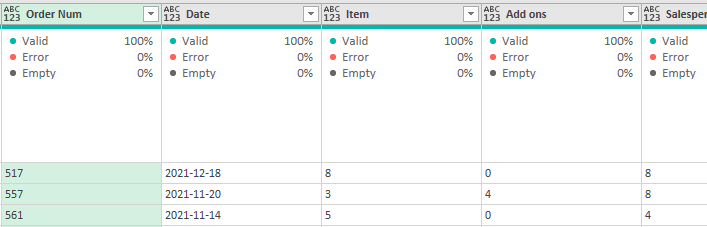 ABC 123 Order Num ABC 123 Date ABC 123 Item ABC 123 Add ons ABC 123 Salesper
Valid 100% Valid 100% Valid 100% Valid 100% Valid
Error 0% Error 0% Error 0% Error 0% Error
Empty 0% Empty 0% Empty 0% Empty 0% Empty
517 2021-12-18 8 0 8
557 2021-11-20 3 4 8
561 2021-11-14 5 0 4